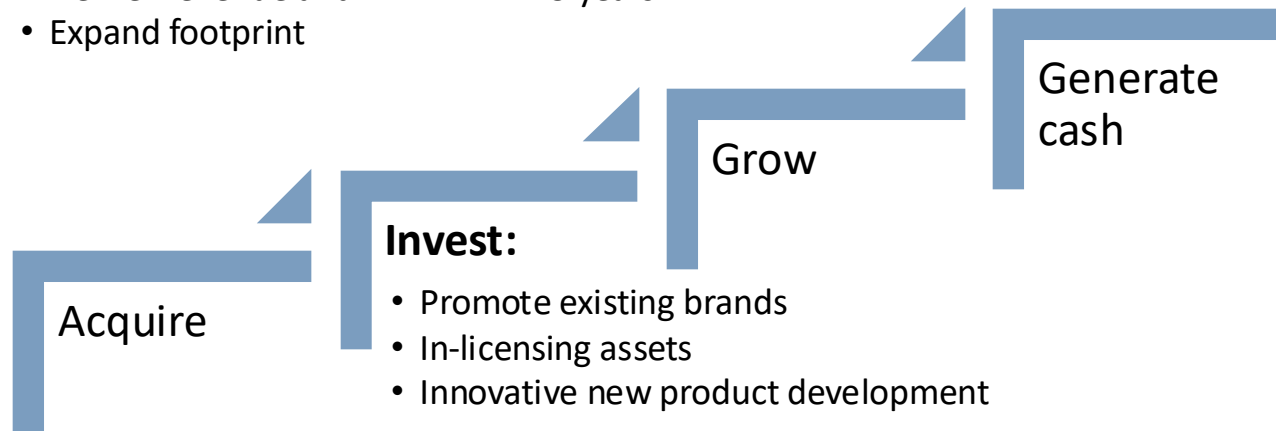 • Expand footprint
Generate
cash
Grow
Invest:
• Promote existing brands
• In-licensing assets
• Innovative new product development
Acquire